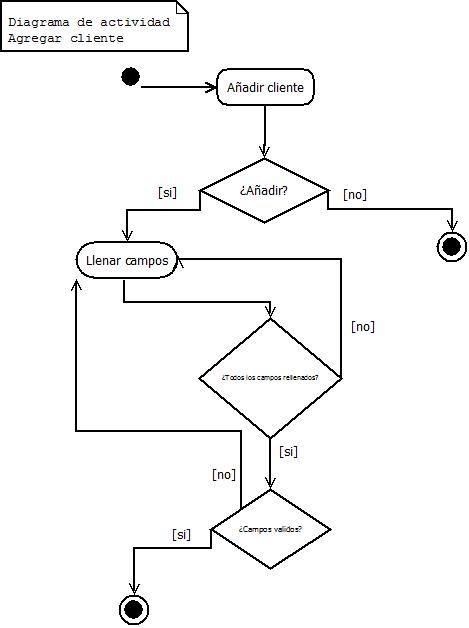 Diagrama de actividad
Agregar cliente
Añadir cliente
¿Añadir?
[si]
[no]
Llenar campos
[no]
¿Todos los campos rellenados?
[si]
[no]
¿Campos validos?
[si]